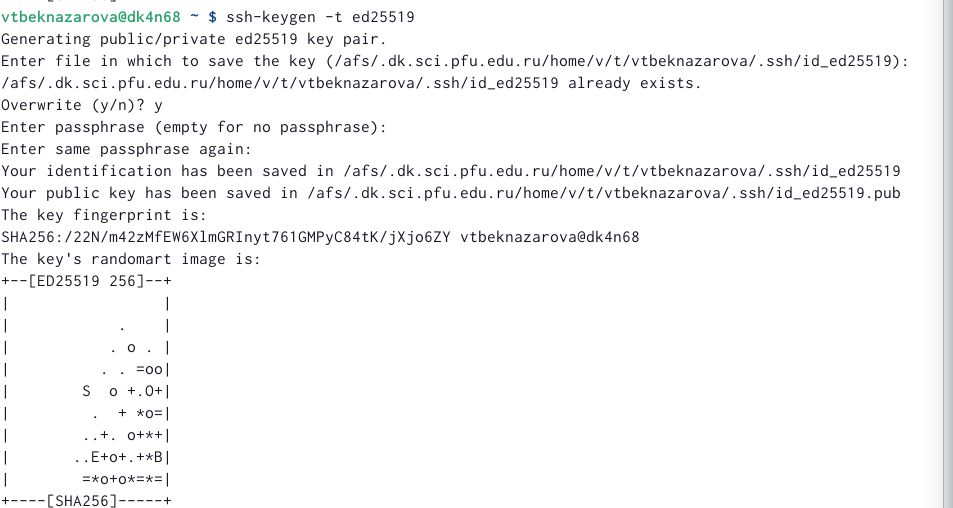 vtbeknazarova@dk4n68 ~ $ ssh-keygen -t ed25519
Generating public/private ed25519 key pair.
Enter file in which to save the key (/afs/.dk.sci.pfu.edu.ru/home/v/t/vtbeknazarova/.ssh/id_ed25519):
/afs/.dk.sci.pfu.edu.ru/home/v/t/vtbeknazarova/.ssh/id_ed25519 already exists.
Overwrite (y/n)? y
Enter passphrase (empty for no passphrase):
Enter same passphrase again:
Your identification has been saved in /afs/.dk.sci.pfu.edu.ru/home/v/t/vtbeknazarova/.ssh/id_ed25519
Your public key has been saved in /afs/.dk.sci.pfu.edu.ru/home/v/t/vtbeknazarova/.ssh/id_ed25519.pub
The key fingerprint is:
SHA256:/22N/m42zMfEW6XlmGRInyt761GMPyC84tK/jXjo6ZY vtbeknazarova@dk4n68
The key's randomart image is:
+--[ED25519 256]--+
|                 |
|            .    |
|           . o . |
|          . . =oo|
|        S  o +.O+|
|         .  + *o=|
|        ..+. o+*+|
|       ..E+o+.+*B|
|        =*o+o*=*=|
+----[SHA256]-----+